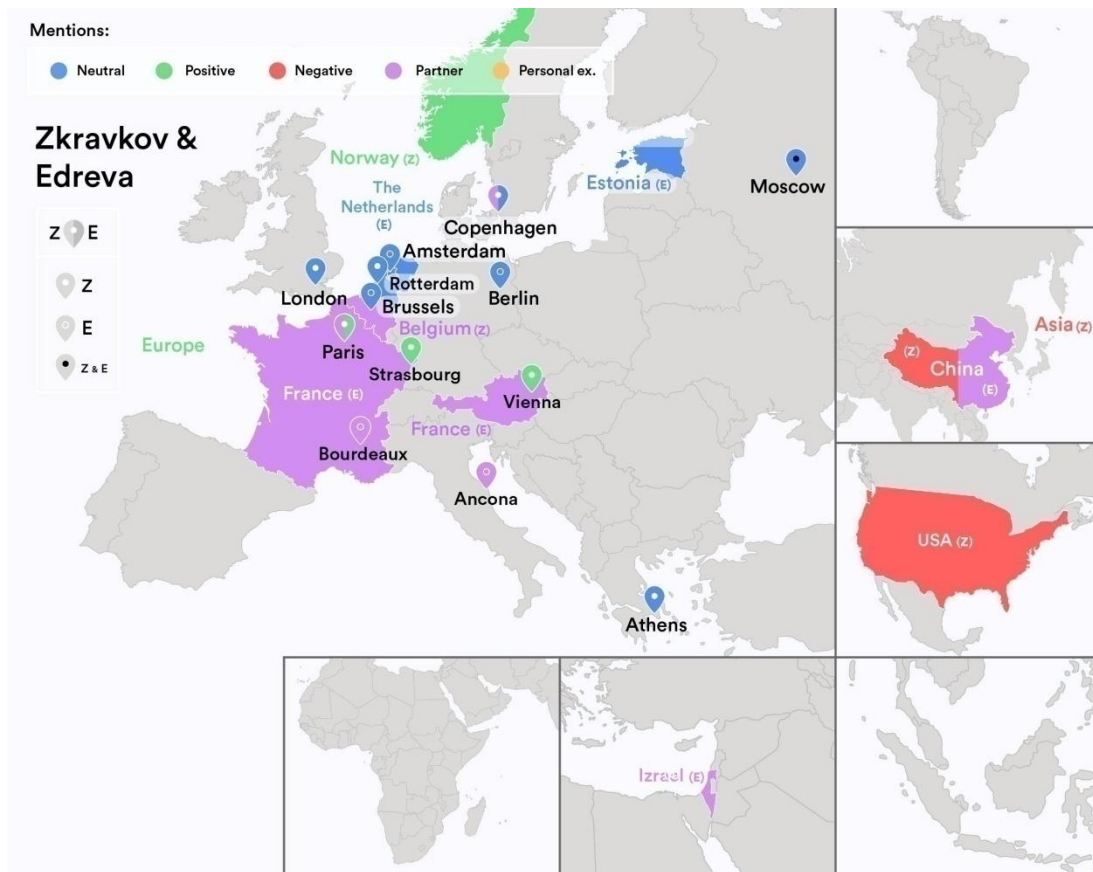 Mentions:
Neutral
Positive
Negative
Partner
Personal ex.
Zkravkov &
Edreva
Z E
Z
E
Z & E
Norway (Z)
The
Netherlands
(E)
Estonia (E)
Moscow
Copenhagen
Amsterdam
Rotterdam
Brussels
London
Berlin
Belgium (Z)
Europe
Paris
Strasbourg
France (E)
Vienna
France (E)
Bourdeaux
Ancona
Athens
Asia (Z)
(Z)
China
(E)
USA (Z)
Izrael (E)